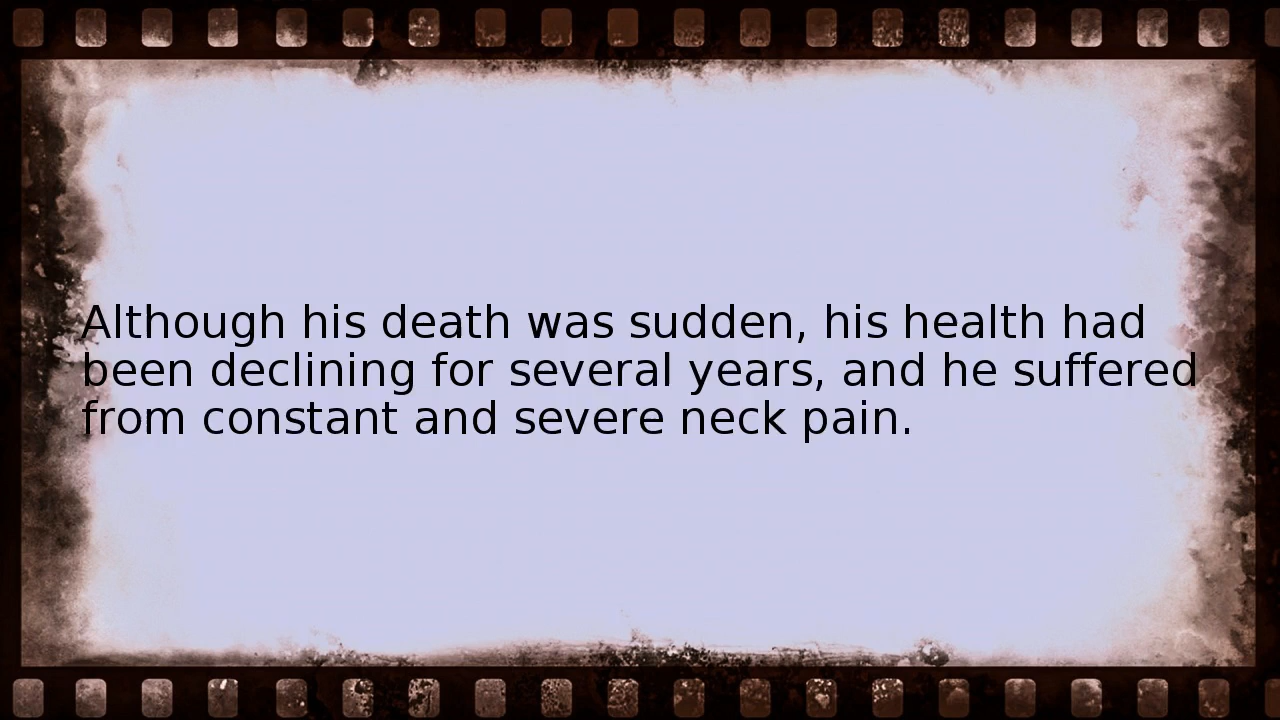 Although his death was sudden, his health had
been declining for several years, and he suffered
from constant and severe neck pain.